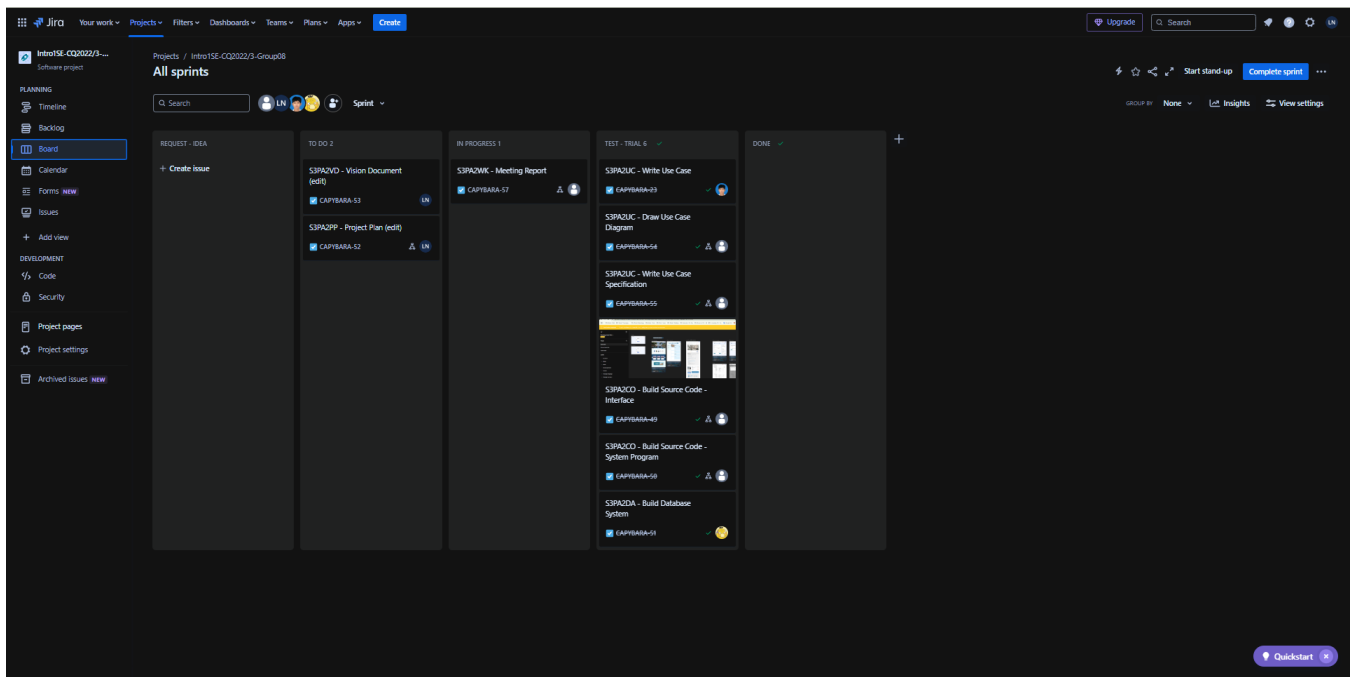 Jira
Your work
Projects
Filters
Dashboards
Teams
Plans
Apps
Create
Upgrade
Search
LN
Intro1SE-CQ2022/3-...
Software project
PLANNING
Timeline
Backlog
Board
Calendar
Forms NEW
Issues
Add view
DEVELOPMENT
Code
Security
Project pages
Project settings
Archived issues NEW
Projects / Intro1SE-CQ2022/3-Group08
All sprints
Start stand-up
Complete sprint
Search
LN
Sprint
GROUP BY None
Insights
View settings
REQUEST - IDEA
+ Create issue
TO DO 2
S3PA2VD - Vision Document
(edit)
CAPYBARA-53
LN
S3PA2PP - Project Plan (edit)
CAPYBARA-52
LN
IN PROGRESS 1
S3PA2WK - Meeting Report
CAPYBARA-57
TEST - TRIAL 6
S3PA2UC - Write Use Case
CAPYBARA-23
S3PA2UC - Draw Use Case
Diagram
CAPYBARA-54
S3PA2UC - Write Use Case
Specification
CAPYBARA-55
S3PA2CO - Build Source Code -
Interface
CAPYBARA-49
S3PA2CO - Build Source Code -
System Program
CAPYBARA-50
S3PA2DA - Build Database
System
CAPYBARA-51
DONE
Quickstart